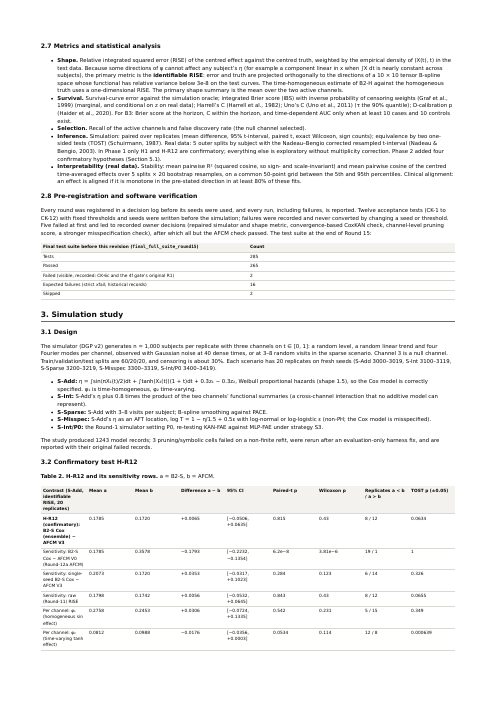 2.7 Metrics and statistical analysis
• Shape. Relative integrated squared error (RISE) of the centred effect against the centred truth, weighted by the empirical density of (X(t), t) in the
test data. Because some directions of φ cannot affect any subject's η (for example a component linear in x when ∫X dt is nearly constant across
subjects), the primary metric is the identifiable RISE: error and truth are projected orthogonally to the directions of a 10 × 10 tensor B-spline
space whose functional has relative variance below 3e-8 on the test curves. The time-homogeneous estimate of B2-H against the homogeneous
truth uses a one-dimensional RISE. The primary shape summary is the mean over the two active channels.
• Survival. Survival-curve error against the simulation oracle; integrated Brier score (IBS) with inverse probability of censoring weights (Graf et al.,
1999) (marginal, and conditional on z on real data); Harrell's C (Harrell et al., 1982); Uno's C (Uno et al., 2011) (τ the 90% quantile); D-calibration p
(Haider et al., 2020). For B3: Brier score at the horizon, C within the horizon, and time-dependent AUC only when at least 10 cases and 10 controls
exist.
• Selection. Recall of the active channels and false discovery rate (the null channel selected).
• Inference. Simulation: paired over replicates (mean difference, 95% t-interval, paired t, exact Wilcoxon, sign counts); equivalence by two one-
sided tests (TOST) (Schuirmann, 1987). Real data: 5 outer splits by subject with the Nadeau-Bengio corrected resampled t-interval (Nadeau &
Bengio, 2003). In Phase 1 only H1 and H-R12 are confirmatory; everything else is exploratory without multiplicity correction. Phase 2 added four
confirmatory hypotheses (Section 5.1).
• Interpretability (real data). Stability: mean pairwise R² (squared cosine, so sign- and scale-invariant) and mean pairwise cosine of the centred
time-averaged effects over 5 splits × 20 bootstrap resamples, on a common 50-point grid between the 5th and 95th percentiles. Clinical alignment:
an effect is aligned if it is monotone in the pre-stated direction in at least 80% of these fits.
2.8 Pre-registration and software verification
Every round was registered in a decision log before its seeds were used, and every run, including failures, is reported. Twelve acceptance tests (CK-1 to
CK-12) with fixed thresholds and seeds were written before the simulation; failures were recorded and never converted by changing a seed or threshold.
Five failed at first and led to recorded owner decisions (repaired simulator and shape metric, convergence-based CoxKAN check, channel-level pruning
score, a stronger misspecification check), after which all but the AFCM check passed. The test suite at the end of Round 15:
Final test suite before this revision (final_full_suite_round15) Count
Tests 285
Passed 265
Failed (visible; recorded: CK-6c and the 4f gate's original R1) 2
Expected failures (strict xfail; historical records) 16
Skipped 2
3. Simulation study
3.1 Design
The simulator (DGP v2) generates n = 1,000 subjects per replicate with three channels on t ∈ [0, 1]: a random level, a random linear trend and four
Fourier modes per channel, observed with Gaussian noise at 40 dense times, or at 3–8 random visits in the sparse scenario. Channel 3 is a null channel.
Train/validation/test splits are 60/20/20, and censoring is about 30%. Each scenario has 20 replicates on fresh seeds (S-Add 3000–3019, S-Int 3100–3119,
S-Sparse 3200–3219, S-Misspec 3300–3319, S-Int/P0 3400–3419).
• S-Add: η = ∫sin(πX₁(t)/2)dt + ∫tanh(X₂(t))(1 + t)dt + 0.3z₁ − 0.3z₂, Weibull proportional hazards (shape 1.5), so the Cox model is correctly
specified. φ₁ is time-homogeneous, φ₂ time-varying.
• S-Int: S-Add's η plus 0.8 times the product of the two channels' functional summaries (a cross-channel interaction that no additive model can
represent).
• S-Sparse: S-Add with 3–8 visits per subject; B-spline smoothing against PACE.
• S-Misspec: S-Add's η as an AFT location, log T = 1 − η/1.5 + 0.5ε with log-normal or log-logistic ε (non-PH; the Cox model is misspecified).
• S-Int/P0: the Round-1 simulator setting P0, re-testing KAN-FAE against MLP-FAE under strategy S3.
The study produced 1243 model records; 3 pruning/symbolic cells failed on a non-finite refit, were rerun after an evaluation-only harness fix, and are
reported with their original failed records.
3.2 Confirmatory test H-R12
Table 2. H-R12 and its sensitivity rows. a = B2-S, b = AFCM.
Contrast (S-Add, identifiable RISE, 20 replicates) Mean a Mean b Difference a − b 95% CI Paired-t p Wilcoxon p Replicates a < b / a > b TOST p (±0.05)
H-R12 (confirmatory): B2-S Cox (ensemble) − AFCM V3 0.1785 0.1720 +0.0065 [−0.0506, +0.0635] 0.815 0.43 8 / 12 0.0634
Sensitivity: B2-S Cox − AFCM V0 (Round-12a AFCM) 0.1785 0.3578 −0.1793 [−0.2232, −0.1354] 6.2e−8 3.81e−6 19 / 1 1
Sensitivity: single-seed B2-S Cox − AFCM V3 0.2073 0.1720 +0.0353 [−0.0317, +0.1023] 0.284 0.123 6 / 14 0.326
Sensitivity: raw (Round-11) RISE 0.1798 0.1742 +0.0056 [−0.0532, +0.0645] 0.843 0.43 8 / 12 0.0655
Per channel: φ₁ (homogeneous sin effect) 0.2758 0.2453 +0.0306 [−0.0724, +0.1335] 0.542 0.231 5 / 15 0.349
Per channel: φ₂ (time-varying tanh effect) 0.0812 0.0988 −0.0176 [−0.0356, +0.0003] 0.0534 0.114 12 / 8 0.000639